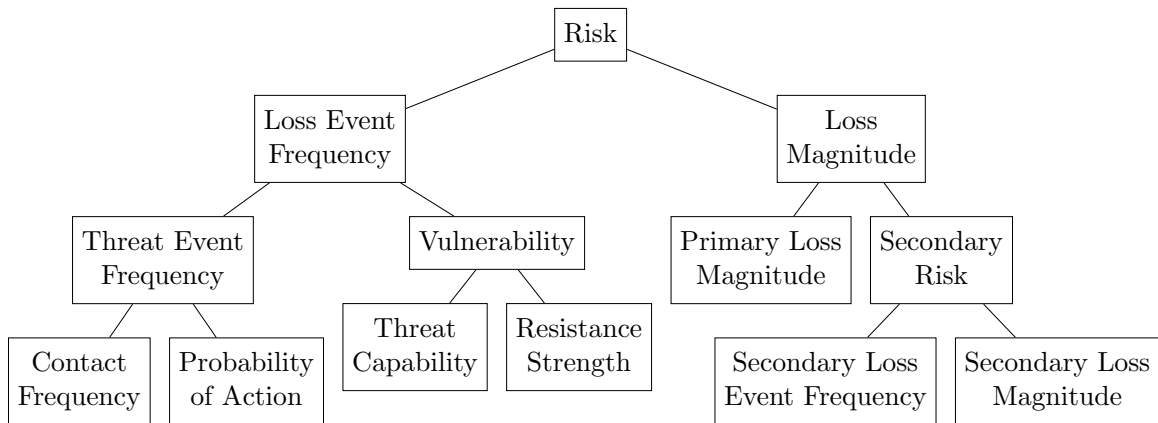 Risk
Loss Event
Frequency
Loss
Magnitude
Threat Event
Frequency
Vulnerability
Primary Loss
Magnitude
Secondary
Risk
Contact
Frequency
Probability
of Action
Threat
Capability
Resistance
Strength
Secondary Loss
Event Frequency
Secondary Loss
Magnitude